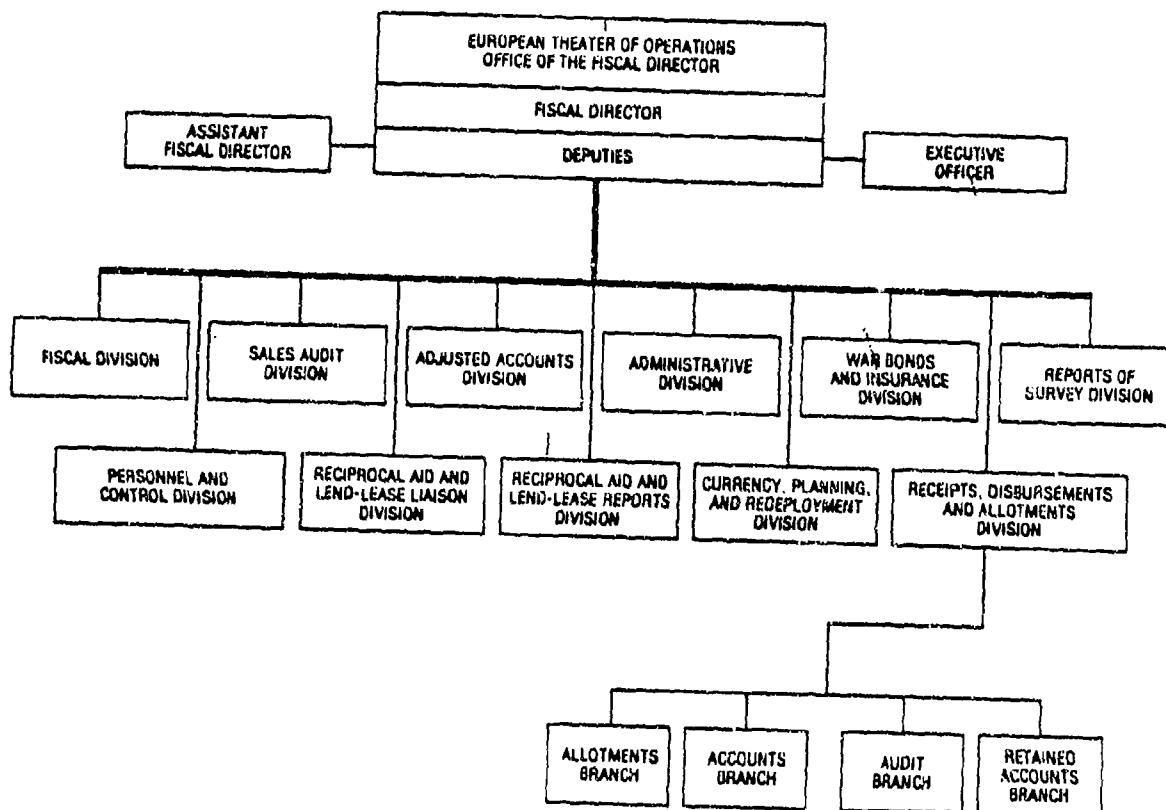 EUROPEAN THEATER OF OPERATIONS
OFFICE OF THE FISCAL DIRECTOR
FISCAL DIRECTOR
DEPUTIES
ASSISTANT
FISCAL DIRECTOR
EXECUTIVE
OFFICER
FISCAL DIVISION
SALES AUDIT
DIVISION
ADJUSTED ACCOUNTS
DIVISION
ADMINISTRATIVE
DIVISION
WAR BONDS
AND INSURANCE
DIVISION
REPORTS OF
SURVEY DIVISION
PERSONNEL AND
CONTROL DIVISION
RECIPROCAL AID AND
LEND-LEASE LIAISON
DIVISION
RECIPROCAL AID AND
LEND-LEASE REPORTS
DIVISION
CURRENCY, PLANNING,
AND REDEPLOYMENT
DIVISION
RECEIPTS, DISBURSEMENTS
AND ALLOTMENTS
DIVISION
ALLOTMENTS
BRANCH
ACCOUNTS
BRANCH
AUDIT
BRANCH
RETAINED
ACCOUNTS
BRANCH